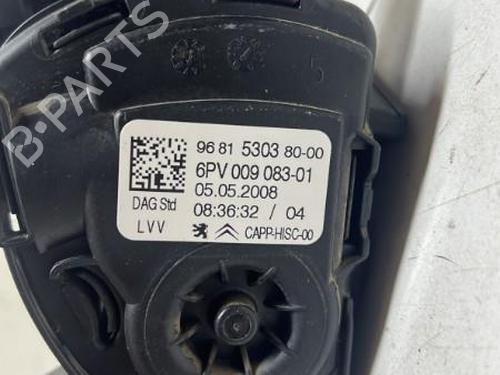 B-PARTS
5
96 81 5303 80-00
6PV 009 083-01
05.05.2008
DAG Std
08:36:32 / 04
LVV
CAPP-HISC-00